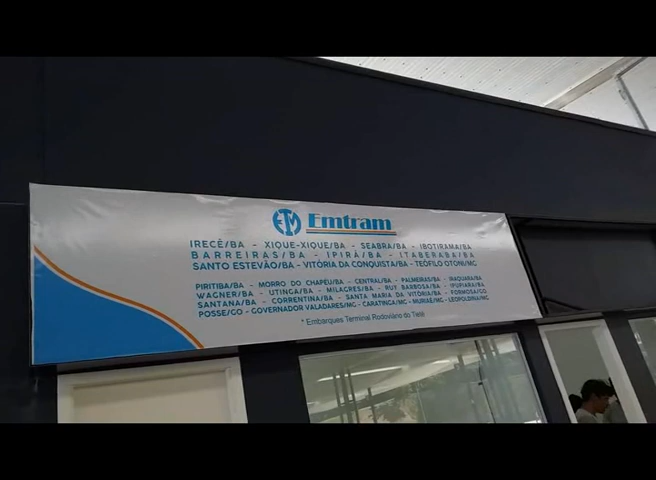 ETM Emtram
IRECÊ/BA - XIQUE-XIQUE/BA - SEABRA/BA - IBOTIRAMA/BA
BARREIRAS/BA - IPIRÁ/BA - ITABERABA/BA
SANTO ESTEVÃO/BA - VITÓRIA DA CONQUISTA/BA - TEÓFILO OTONI/MG
PIRITIBA/BA - MORRO DO CHAPÉU/BA - CENTRAL/BA - PALMEIRAS/BA - IRAQUARA/BA
WAGNER/BA - UTINGA/BA - MILAGRES/BA - RUY BARBOSA/BA - IPUPIARA/BA
SANTANA/BA - CORRENTINA/BA - SANTA MARIA DA VITÓRIA/BA - FORMOSA/GO
POSSE/GO - GOVERNADOR VALADARES/MG - CARATINGA/MG - MURIAÉ/MG - LEOPOLDINA/MG
* Embarques Terminal Rodoviário do Tietê